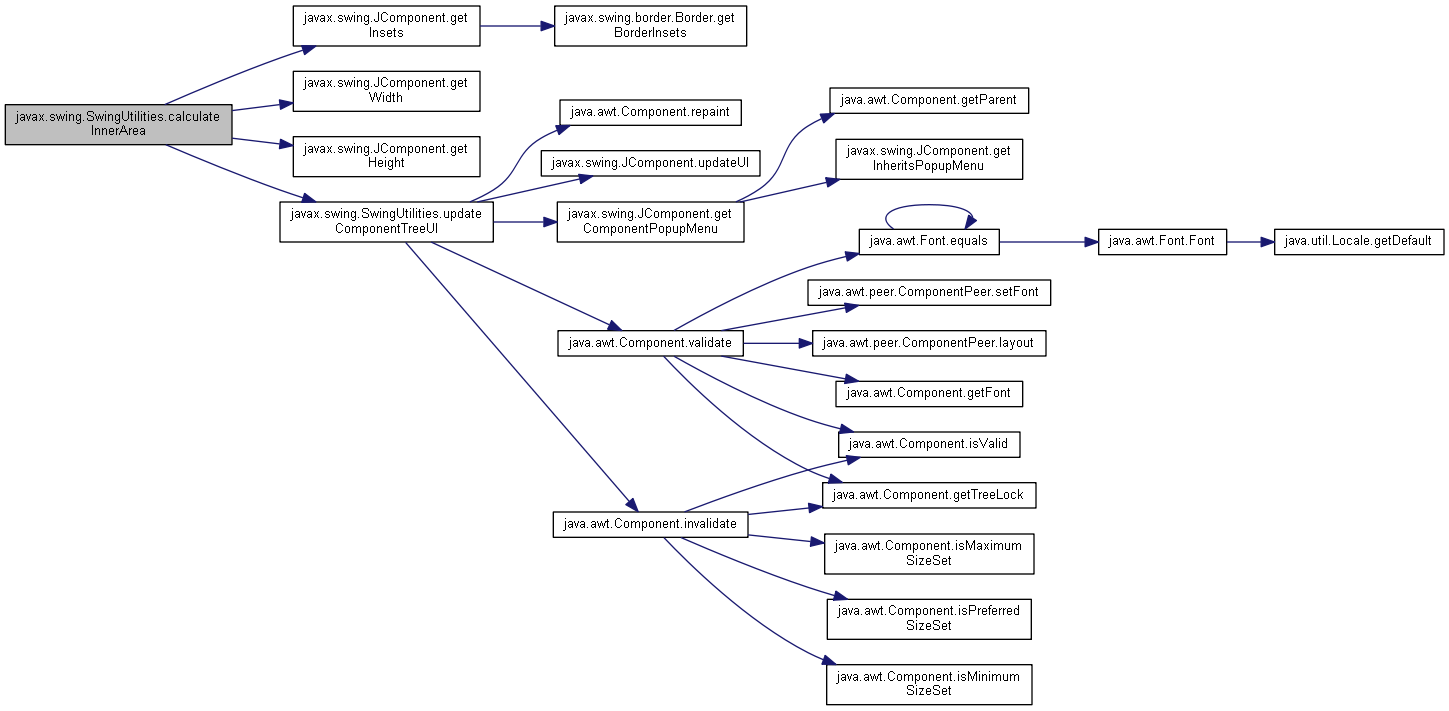 javax.swing.SwingUtilities.calculate
InnerArea
javax.swing.JComponent.get
Insets
javax.swing.border.Border.get
BorderInsets
javax.swing.JComponent.get
Width
javax.swing.JComponent.get
Height
javax.swing.SwingUtilities.update
ComponentTreeUI
java.awt.Component.repaint
javax.swing.JComponent.updateUI
javax.swing.JComponent.get
ComponentPopupMenu
java.awt.Component.getParent
javax.swing.JComponent.get
InheritsPopupMenu
java.awt.Component.validate
java.awt.Font.equals
java.awt.Font.Font
java.util.Locale.getDefault
java.awt.peer.ComponentPeer.setFont
java.awt.peer.ComponentPeer.layout
java.awt.Component.getFont
java.awt.Component.isValid
java.awt.Component.getTreeLock
java.awt.Component.invalidate
java.awt.Component.isMaximum
SizeSet
java.awt.Component.isPreferred
SizeSet
java.awt.Component.isMinimum
SizeSet